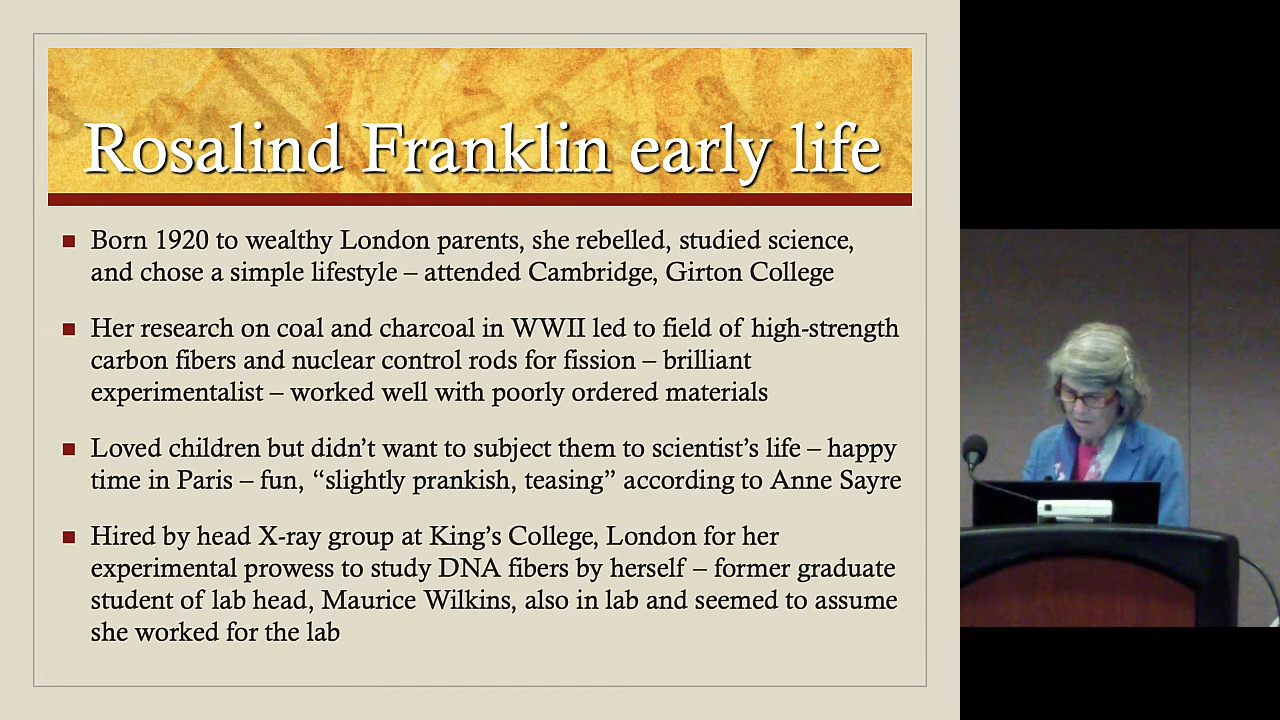 Rosalind Franklin early life
Born 1920 to wealthy London parents, she rebelled, studied science,
and chose a simple lifestyle – attended Cambridge, Girton College
Her research on coal and charcoal in WWII led to field of high-strength
carbon fibers and nuclear control rods for fission – brilliant
experimentalist – worked well with poorly ordered materials
Loved children but didn’t want to subject them to scientist’s life – happy
time in Paris – fun, “slightly prankish, teasing” according to Anne Sayre
Hired by head X-ray group at King’s College, London for her
experimental prowess to study DNA fibers by herself – former graduate
student of lab head, Maurice Wilkins, also in lab and seemed to assume
she worked for the lab